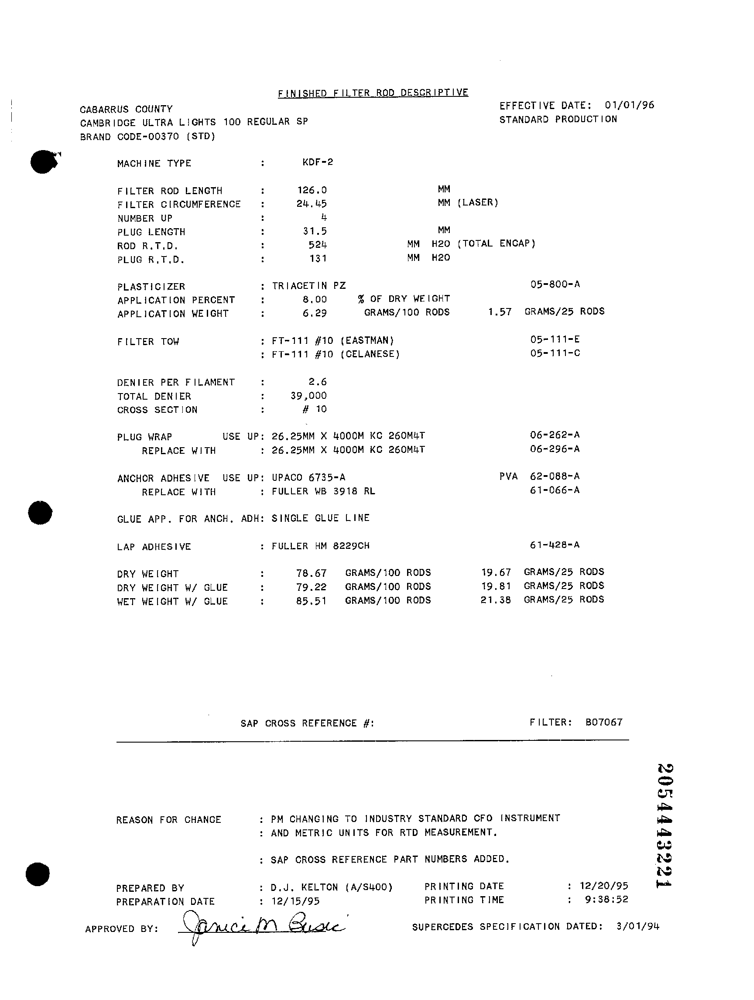 FINISHED FILTER ROD DESCRIPTIVE
CABARRUS COUNTY EFFECTIVE DATE: 01/01/96
CAMBRIDGE ULTRA LIGHTS 100 REGULAR SP STANDARD PRODUCTION
BRAND CODE-00370 (STD)
MACHINE TYPE : KDF-2
FILTER ROD LENGTH : 126.0 MM
FILTER CIRCUMFERENCE : 24.45 MM (LASER)
NUMBER UP : 4
PLUG LENGTH : 31.5 MM
ROD R.T.D. : 524 MM H2O (TOTAL ENCAP)
PLUG R.T.D. : 131 MM H2O
PLASTICIZER : TRIACETIN PZ 05-800-A
APPLICATION PERCENT : 8.00 % OF DRY WEIGHT
APPLICATION WEIGHT : 6.29 GRAMS/100 RODS 1.57 GRAMS/25 RODS
FILTER TOW : FT-111 #10 (EASTMAN) 05-111-E
: FT-111 #10 (CELANESE) 05-111-C
DENIER PER FILAMENT : 2.6
TOTAL DENIER : 39,000
CROSS SECTION : # 10
PLUG WRAP USE UP: 26.25MM X 4000M KC 260M4T 06-262-A
REPLACE WITH : 26.25MM X 4000M KC 260M4T 06-296-A
ANCHOR ADHESIVE USE UP: UPACO 6735-A PVA 62-088-A
REPLACE WITH : FULLER WB 3918 RL 61-066-A
GLUE APP. FOR ANCH. ADH: SINGLE GLUE LINE
LAP ADHESIVE : FULLER HM 8229CH 61-428-A
DRY WEIGHT : 78.67 GRAMS/100 RODS 19.67 GRAMS/25 RODS
DRY WEIGHT W/ GLUE : 79.22 GRAMS/100 RODS 19.81 GRAMS/25 RODS
WET WEIGHT W/ GLUE : 85.51 GRAMS/100 RODS 21.38 GRAMS/25 RODS
SAP CROSS REFERENCE #: FILTER: B07067
2054443221
REASON FOR CHANGE : PM CHANGING TO INDUSTRY STANDARD CFO INSTRUMENT
: AND METRIC UNITS FOR RTD MEASUREMENT.
: SAP CROSS REFERENCE PART NUMBERS ADDED.
PREPARED BY : D.J. KELTON (A/S400) PRINTING DATE : 12/20/95
PREPARATION DATE : 12/15/95 PRINTING TIME : 9:38:52
APPROVED BY: Janice M Busic SUPERCEDES SPECIFICATION DATED: 3/01/94